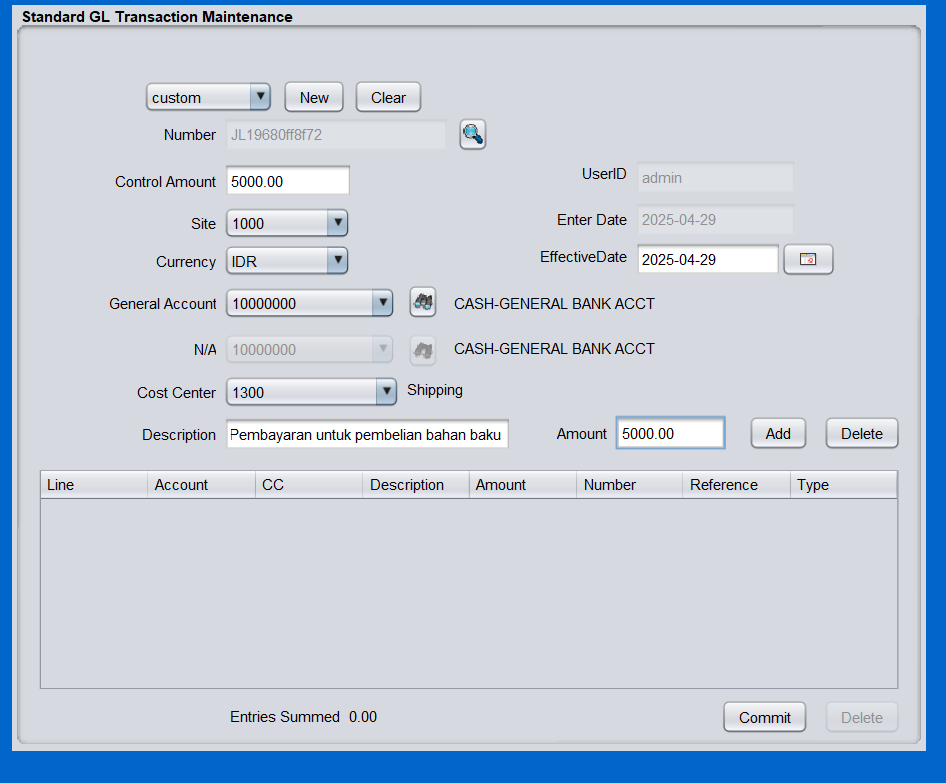 Standard GL Transaction Maintenance
custom New Clear
Number JL19680ff8f72
Control Amount 5000.00 UserID admin
Site 1000 Enter Date 2025-04-29
Currency IDR EffectiveDate 2025-04-29
General Account 10000000 CASH-GENERAL BANK ACCT
N/A 10000000 CASH-GENERAL BANK ACCT
Cost Center 1300 Shipping
Description Pembayaran untuk pembelian bahan baku Amount 5000.00 Add Delete
Line Account CC Description Amount Number Reference Type
Entries Summed 0.00 Commit Delete